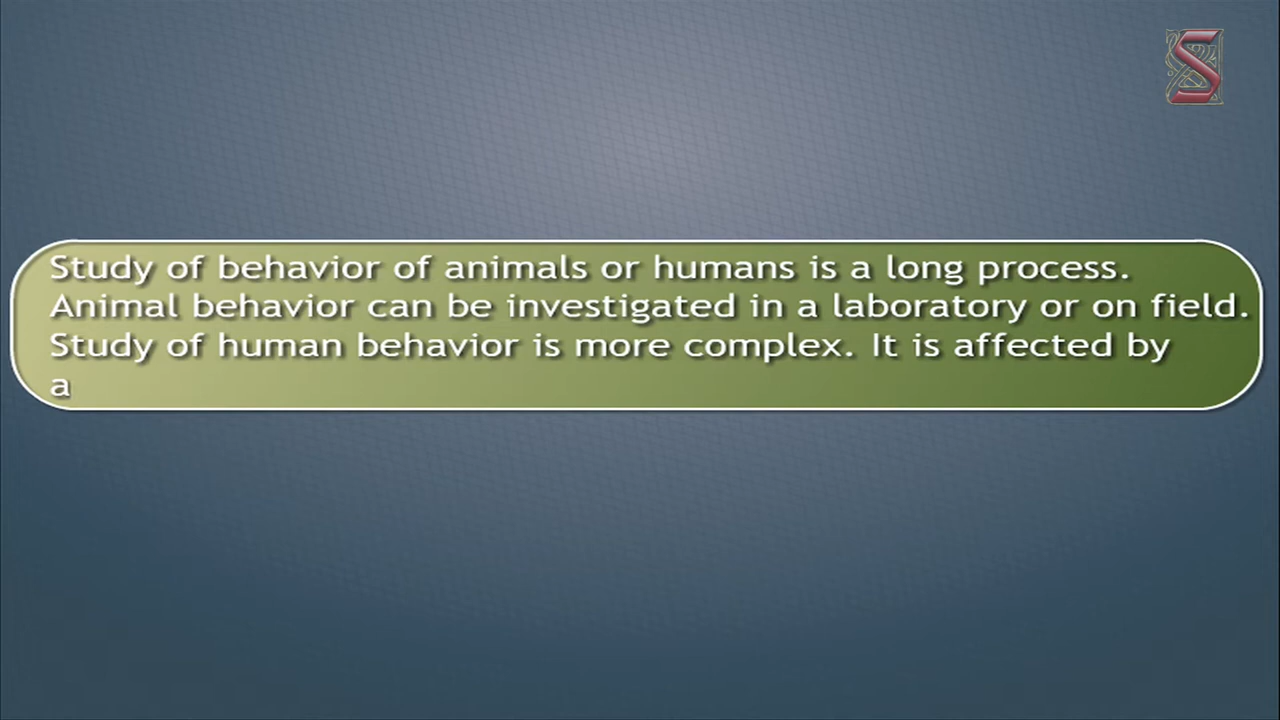 S
Study of behavior of animals or humans is a long process.
Animal behavior can be investigated in a laboratory or on field.
Study of human behavior is more complex. It is affected by
a